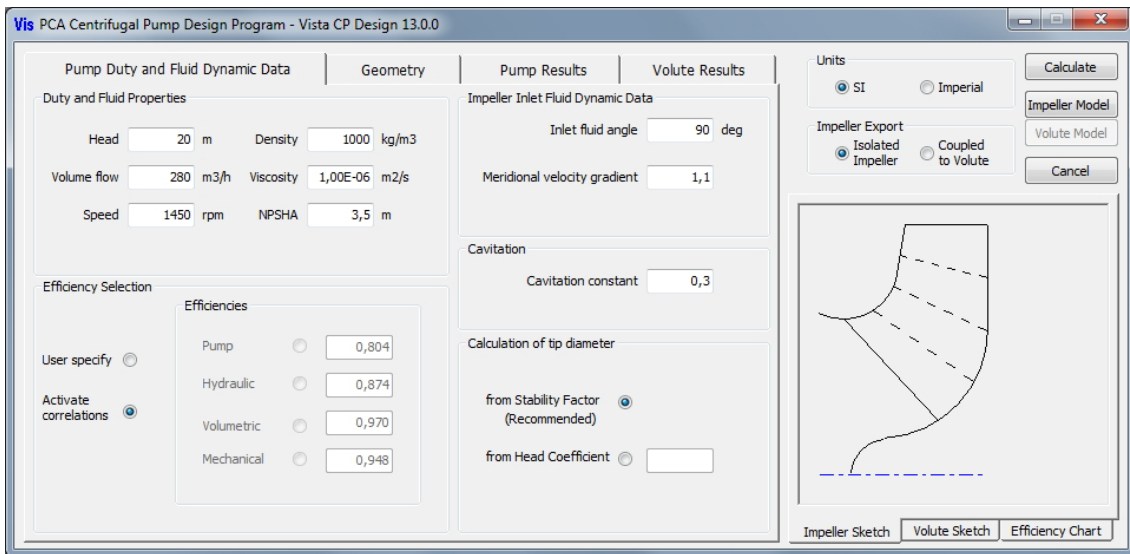 Vis PCA Centrifugal Pump Design Program - Vista CP Design 13.0.0
Pump Duty and Fluid Dynamic Data
Geometry
Pump Results
Volute Results
Duty and Fluid Properties
Head 20 m Density 1000 kg/m3
Volume flow 280 m3/h Viscosity 1,00E-06 m2/s
Speed 1450 rpm NPSHA 3,5 m
Efficiency Selection
Efficiencies
User specify
Activate
correlations
Pump 0,804
Hydraulic 0,874
Volumetric 0,970
Mechanical 0,948
Impeller Inlet Fluid Dynamic Data
Inlet fluid angle 90 deg
Meridional velocity gradient 1,1
Cavitation
Cavitation constant 0,3
Calculation of tip diameter
from Stability Factor
(Recommended)
from Head Coefficient
Units
SI Imperial
Impeller Export
Isolated
Impeller
Coupled
to Volute
Calculate
Impeller Model
Volute Model
Cancel
Impeller Sketch
Volute Sketch
Efficiency Chart